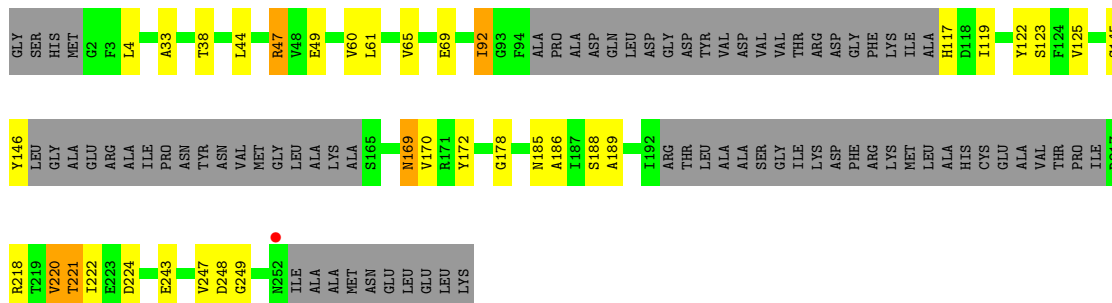 GLY SER HIS MET G2 F3 L4 A33 T38 L44 R47 V48 E49 V60 L61 V65 E69 I92 G93 F94 ALA PRO ALA ASP GLN LEU ASP GLY ASP TYR VAL ASP VAL VAL THR ARG ASP GLY PHE LYS ILE ALA H117 D118 I119 Y122 S123 F124 V125
Y146 LEU GLY ALA GLU ARG ALA ILE PRO ASN TYR ASN VAL MET GLY LEU ALA LYS ALA S165 N169 V170 R171 Y172 G178 N185 A186 I187 S188 A189 I192 ARG THR LEU ALA ALA SER GLY ILE LYS ASP PHE ARG LYS MET LEU ALA HIS CYS GLU ALA VAL THR PRO ILE
R218 T219 V220 T221 I222 E223 D224 E243 V247 D248 G249 N252 ILE ALA ALA MET ASN GLU LEU GLU LEU LYS